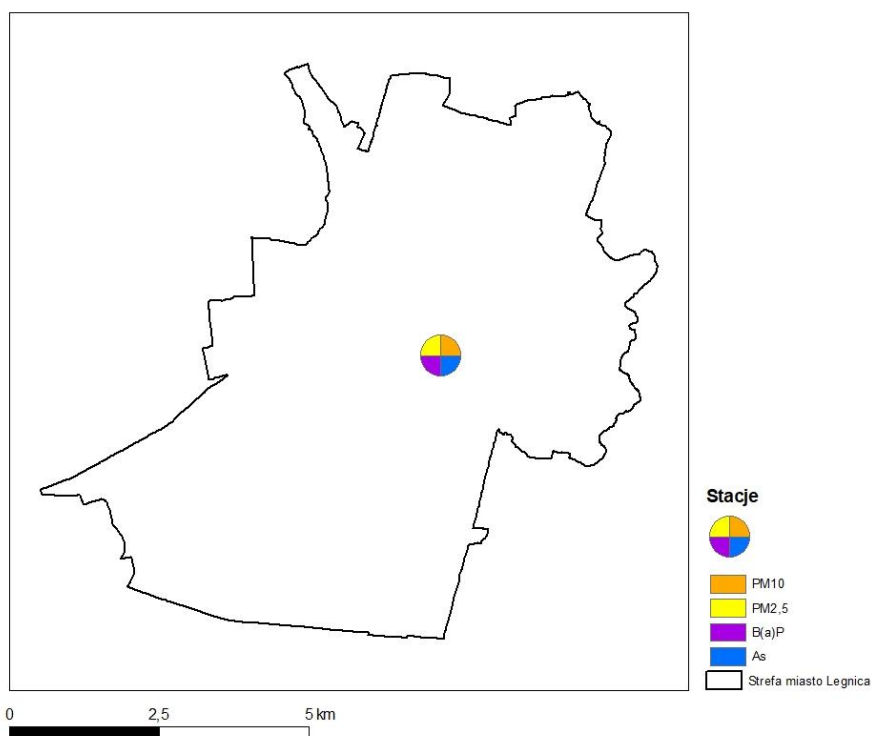 Stacje
PM10
PM2,5
B(a)P
As
Strefa miasto Legnica
0 2,5 5 km